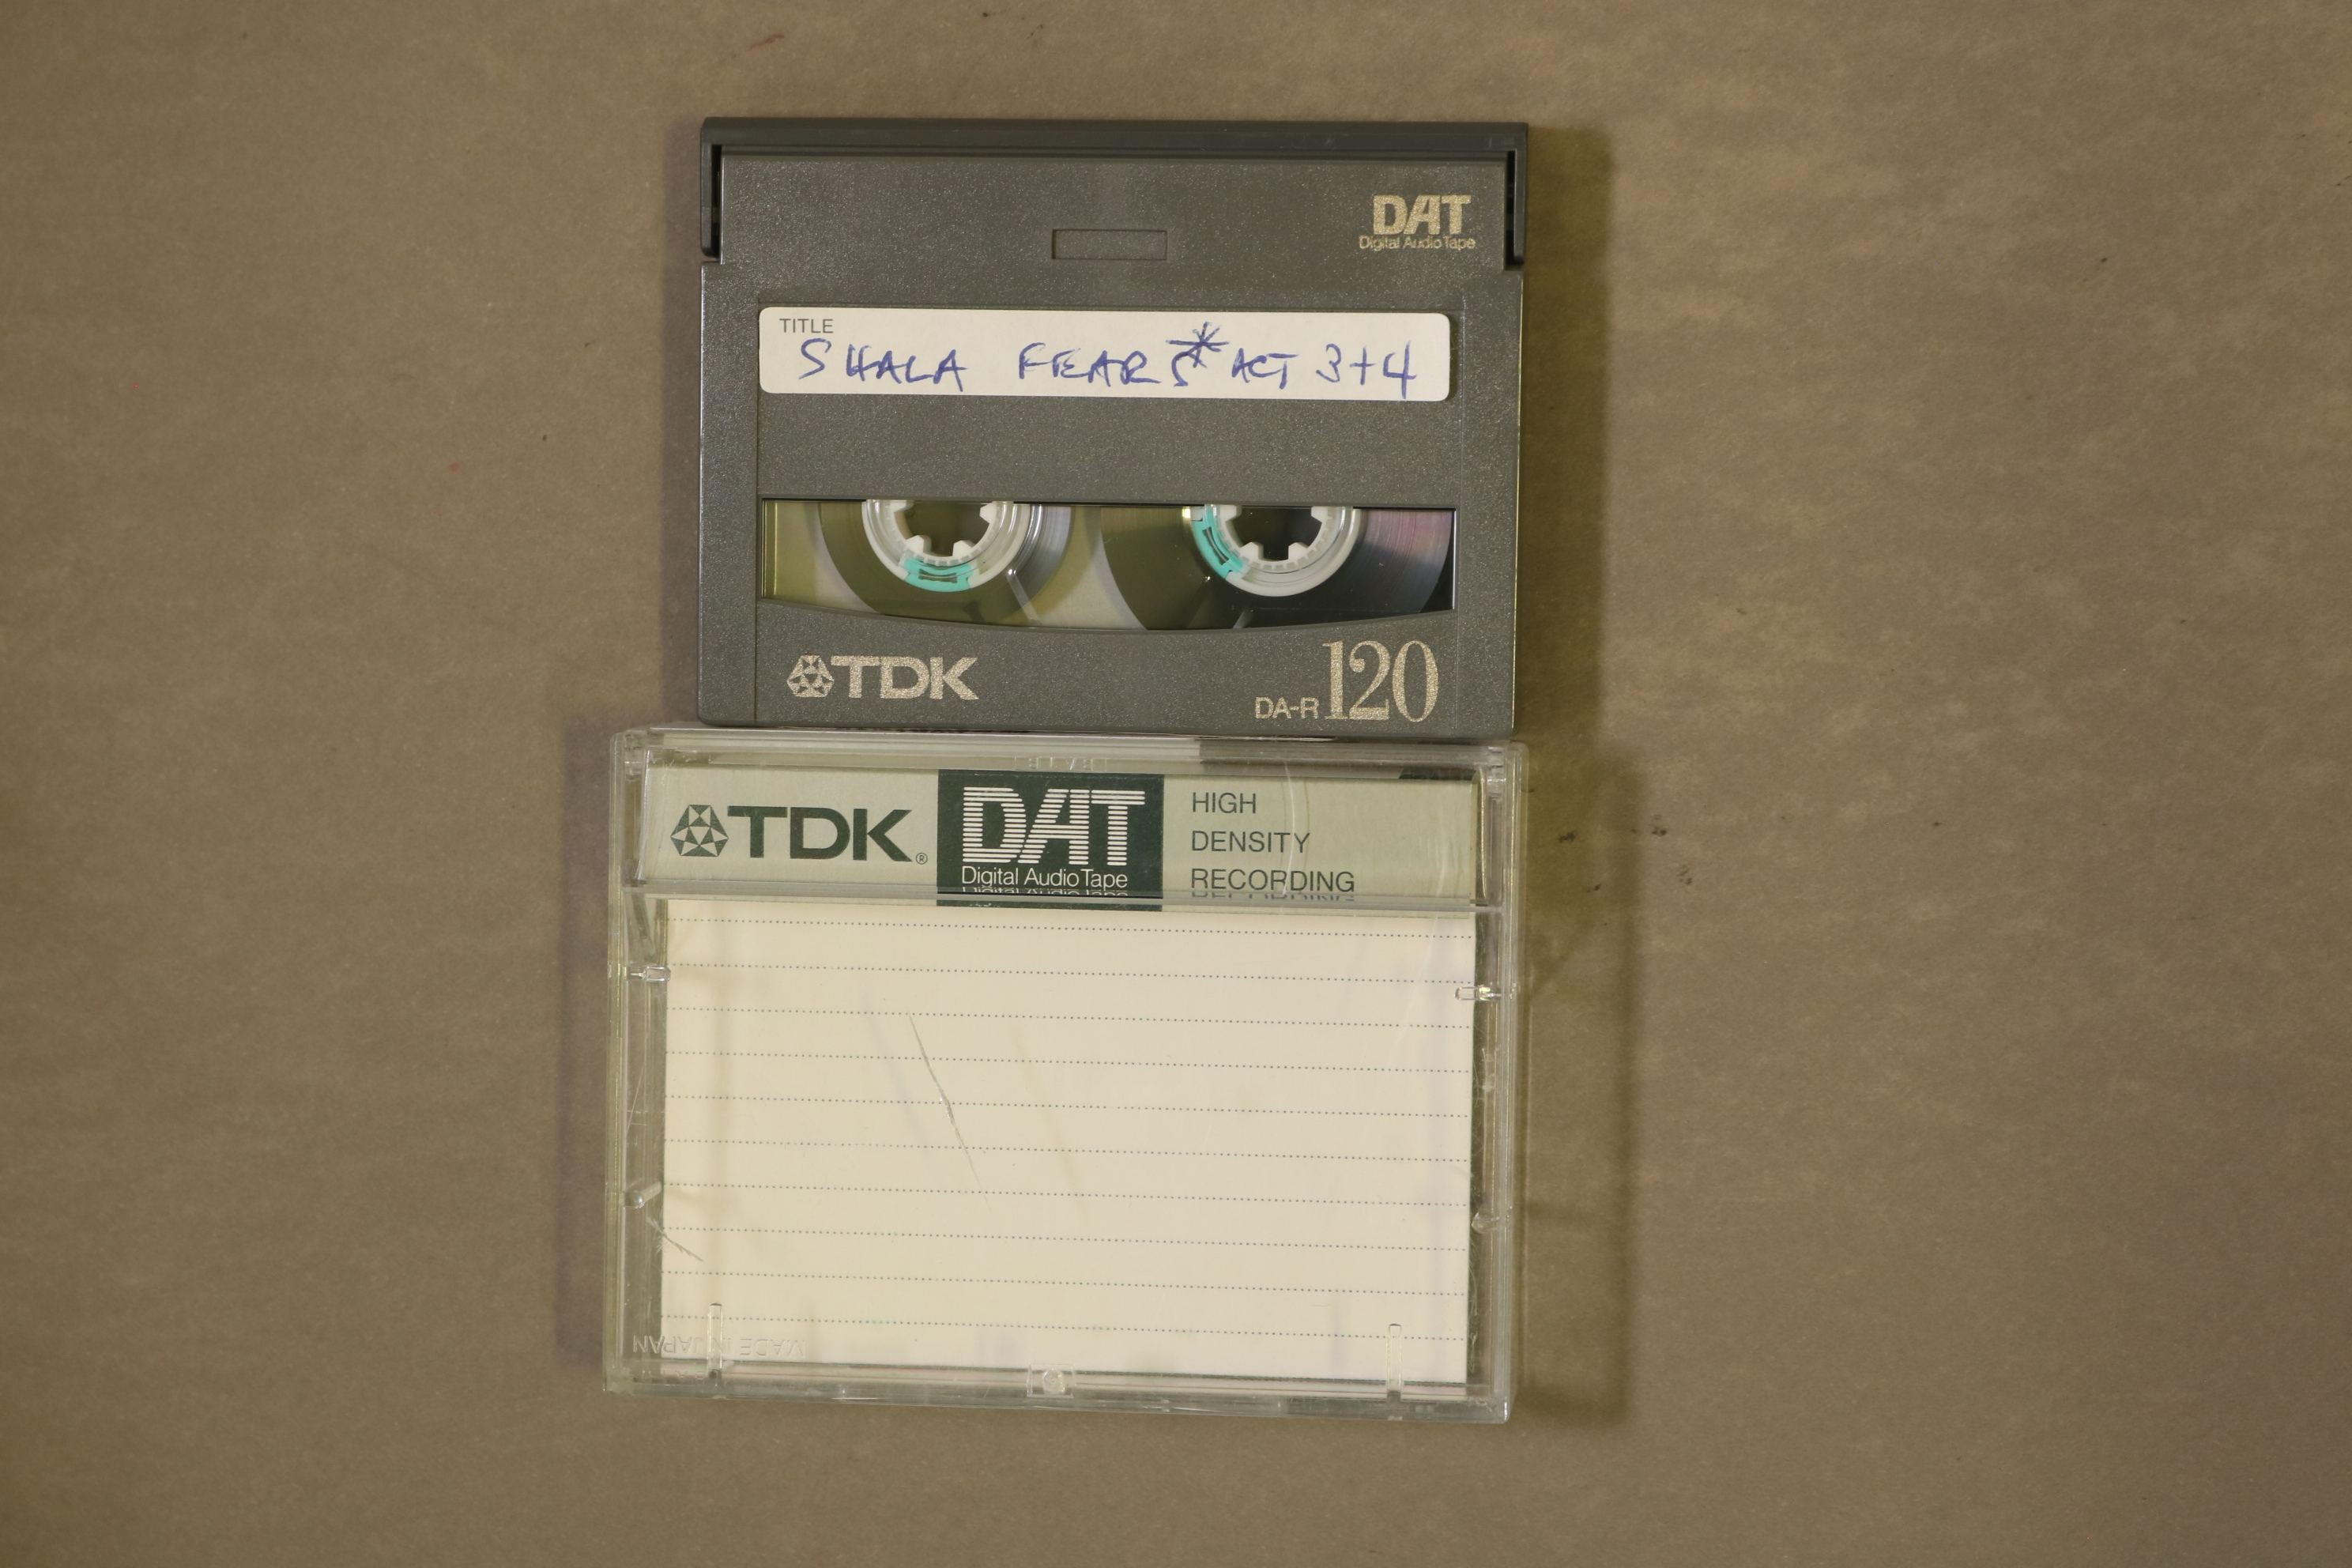 DAT
Digital Audio Tape
TITLE
SHALA FEARS* ACT 3+4
TDK
DA-R 120
TDK®
DAT
Digital Audio Tape
HIGH
DENSITY
RECORDING
MADE IN JAPAN